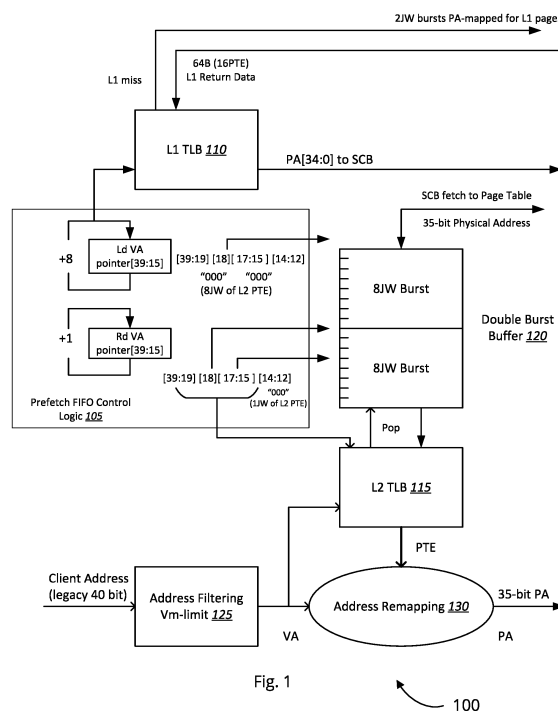 2JW bursts PA-mapped for L1 page
64B (16PTE)
L1 Return Data
L1 miss
L1 TLB 110
PA[34:0] to SCB
SCB fetch to Page Table
35-bit Physical Address
+8
Ld VA
pointer[39:15]
[39:19] [18][ 17:15 ] [14:12]
"000" "000"
(8JW of L2 PTE)
8JW Burst
Double Burst
Buffer 120
+1
Rd VA
pointer[39:15]
8JW Burst
[39:19] [18][ 17:15 ] [14:12]
"000"
(1JW of L2 PTE)
Prefetch FIFO Control
Logic 105
Pop
L2 TLB 115
PTE
Client Address
(legacy 40 bit)
Address Filtering
Vm-limit 125
VA
Address Remapping 130
35-bit PA
PA
Fig. 1
100